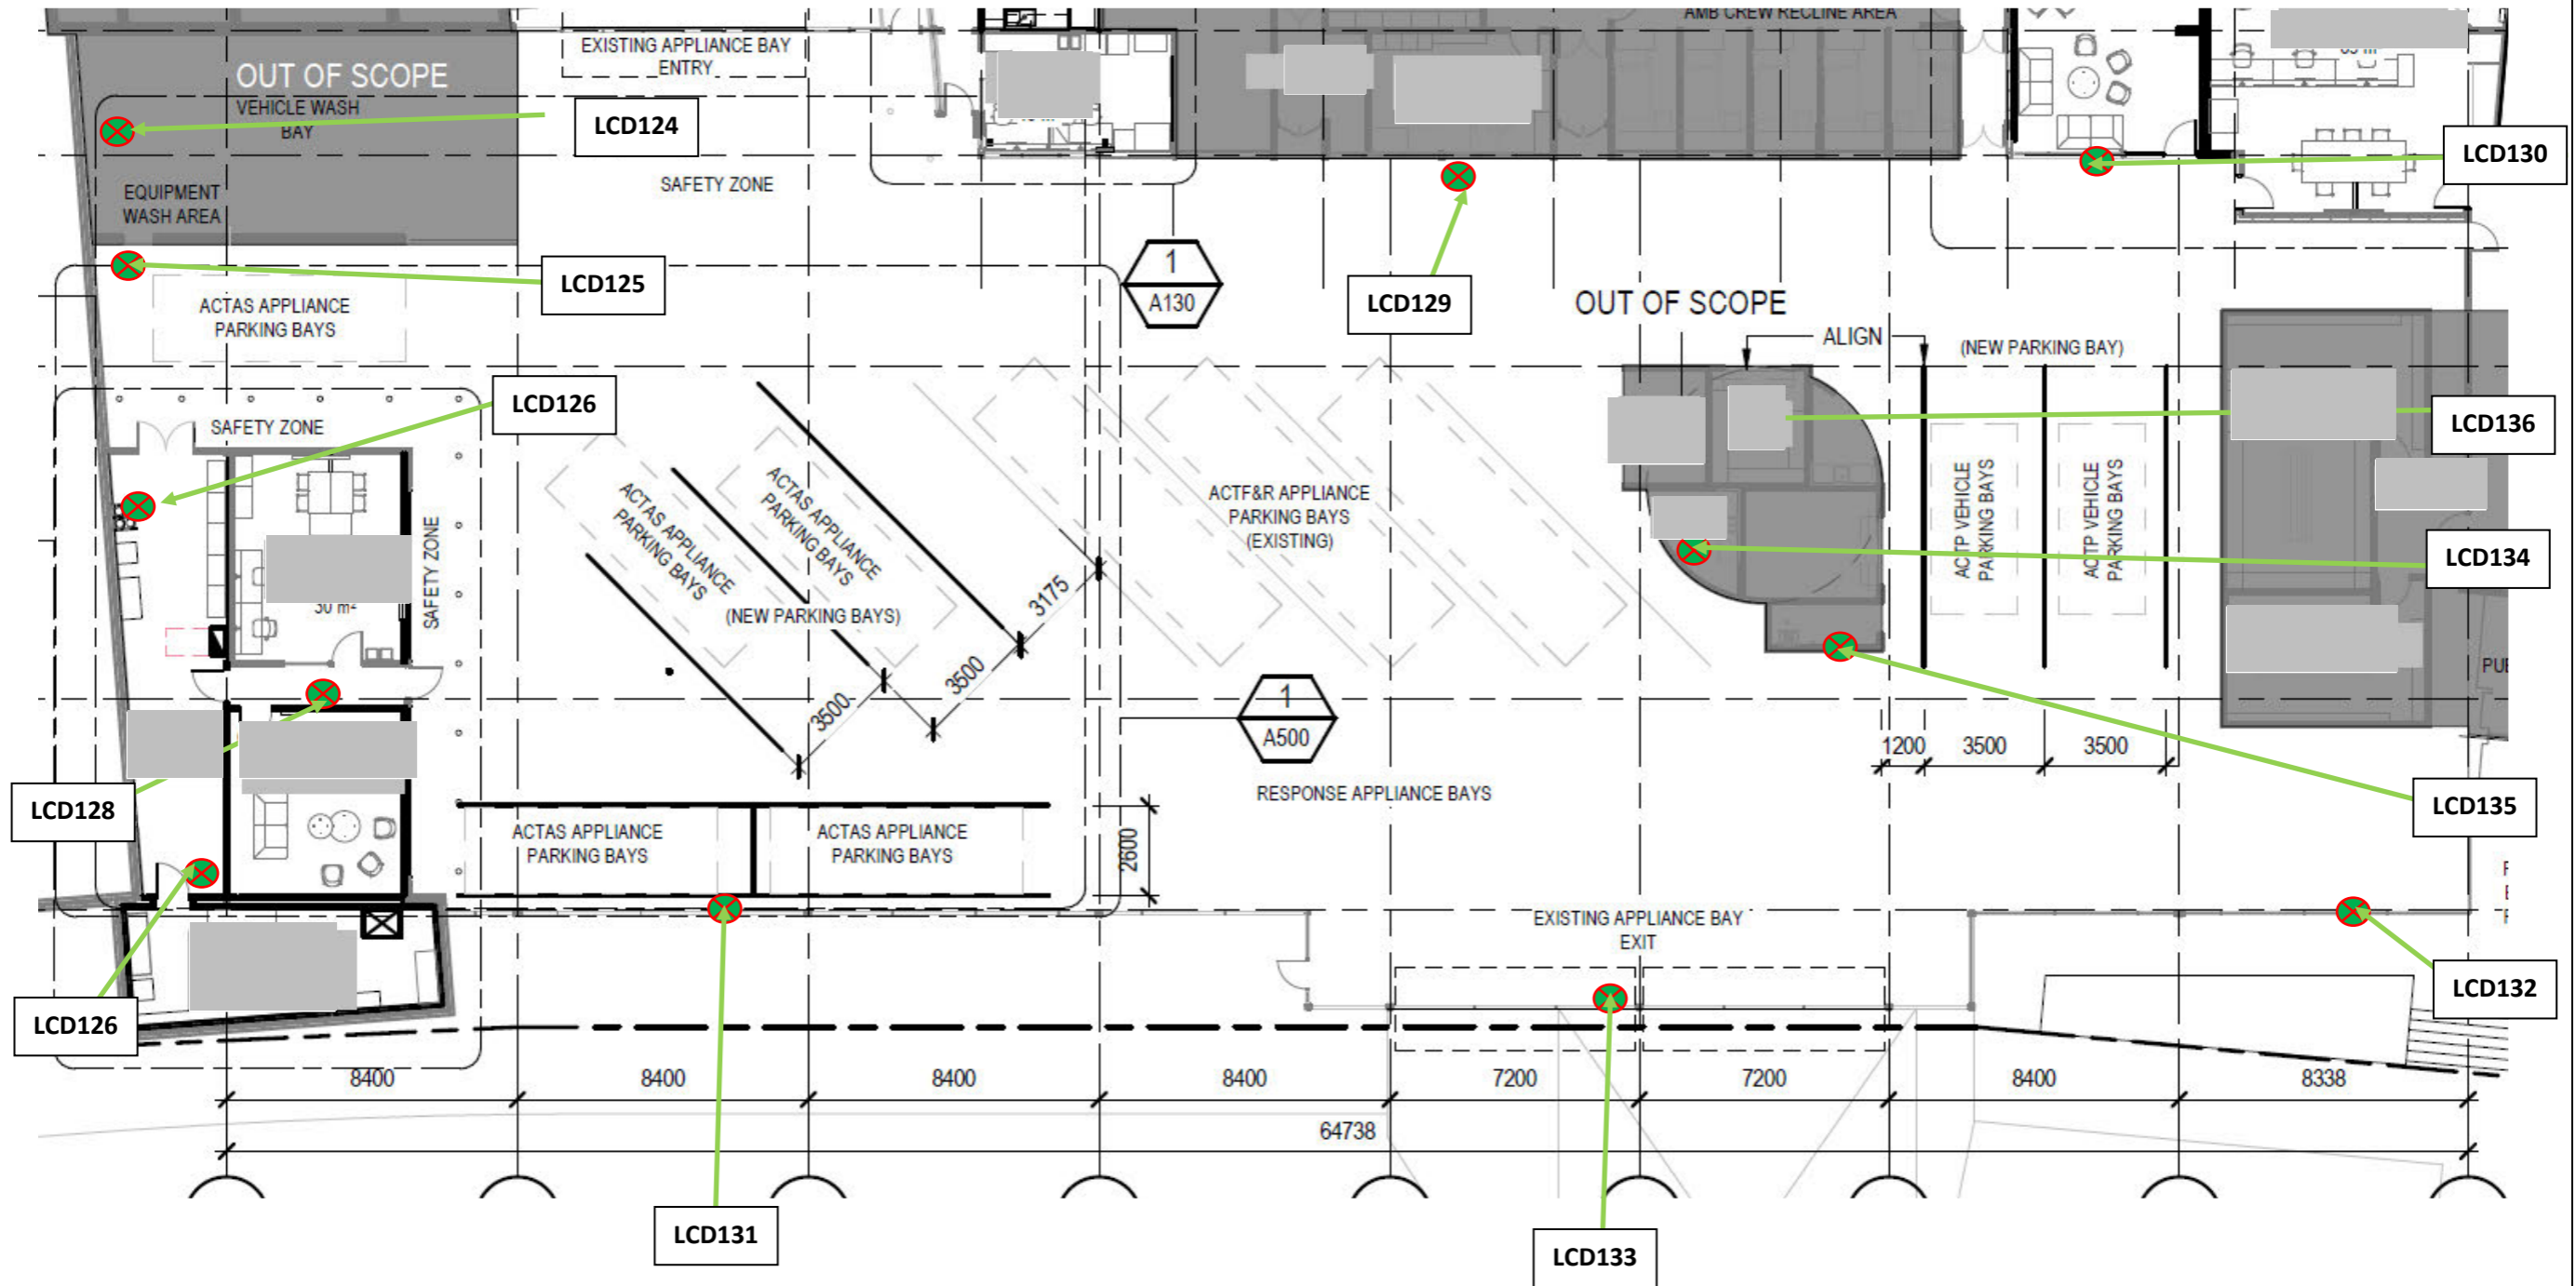 AMB CREW RECLINE AREA
EXISTING APPLIANCE BAY
ENTRY
OUT OF SCOPE
VEHICLE WASH
BAY
LCD124
LCD130
SAFETY ZONE
EQUIPMENT
WASH AREA
1
A130
LCD125
LCD129
OUT OF SCOPE
ACTAS APPLIANCE
PARKING BAYS
ALIGN
(NEW PARKING BAY)
LCD126
SAFETY ZONE
LCD136
ACTAS APPLIANCE
PARKING BAYS
ACTAS APPLIANCE
PARKING BAYS
ACTF&R APPLIANCE
PARKING BAYS
(EXISTING)
ACTP VEHICLE
PARKING BAYS
ACTP VEHICLE
PARKING BAYS
SAFETY ZONE
LCD134
30 m²
(NEW PARKING BAYS)
3175
3500
3500
1
A500
1200
3500
3500
LCD128
RESPONSE APPLIANCE BAYS
LCD135
ACTAS APPLIANCE
PARKING BAYS
ACTAS APPLIANCE
PARKING BAYS
2600
EXISTING APPLIANCE BAY
EXIT
LCD126
LCD132
8400
8400
8400
8400
7200
7200
8400
8338
64738
LCD131
LCD133